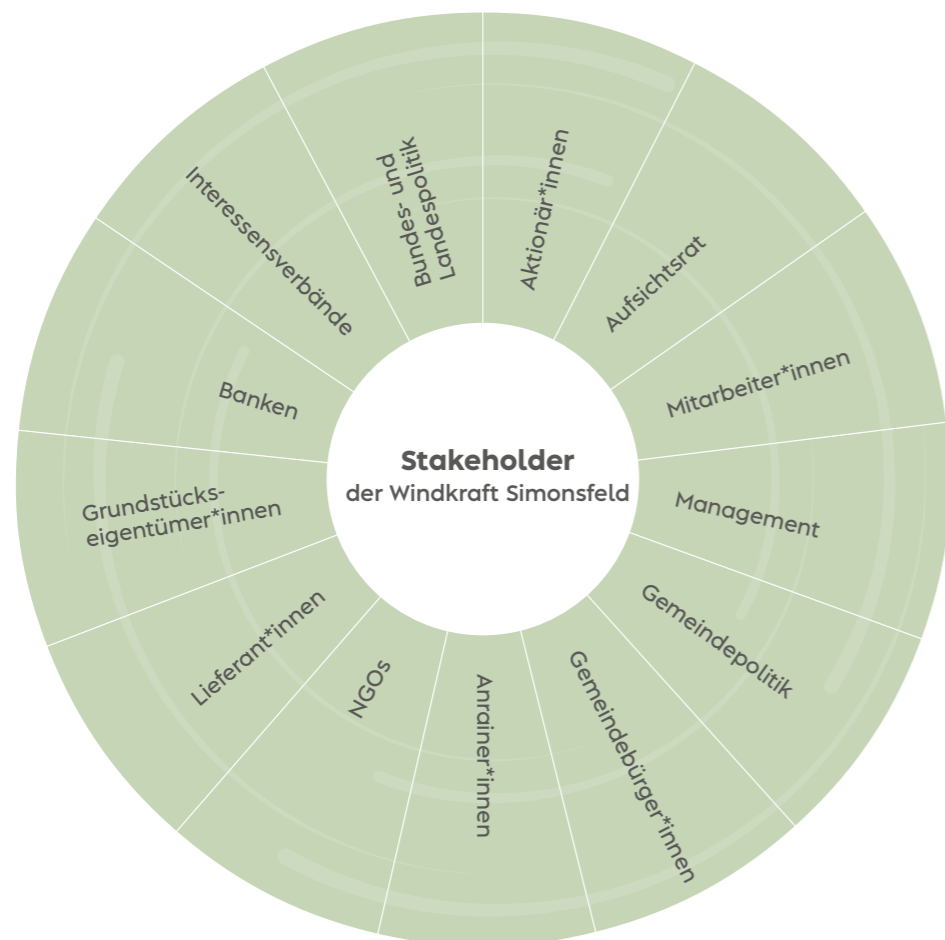 Stakeholder
der Windkraft Simonsfeld
Aktionär*innen
Aufsichtsrat
Mitarbeiter*innen
Management
Gemeindepolitik
Gemeindebürger*innen
Anrainer*innen
NGOs
Lieferant*innen
Grundstücks-
eigentümer*innen
Banken
Interessensverbände
Bundes- und
Landespolitik